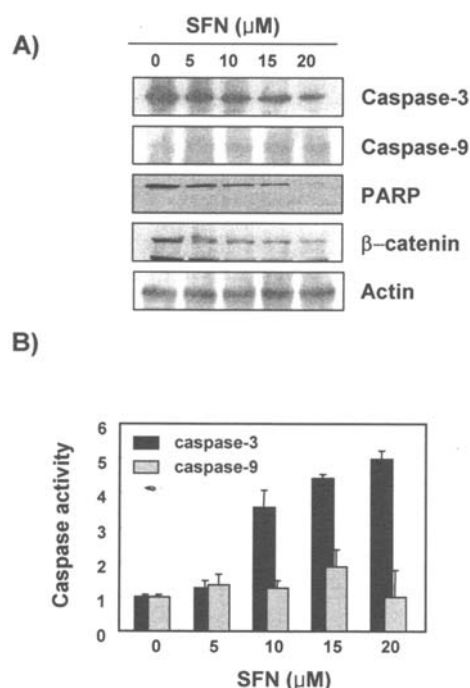 SFN (μM)
A)
0 5 10 15 20
Caspase-3
Caspase-9
PARP
β–catenin
Actin
B)
6
5
4
2
1
0
caspase-3
caspase-9
Caspase activity
0 5 10 15 20
SFN (μM)